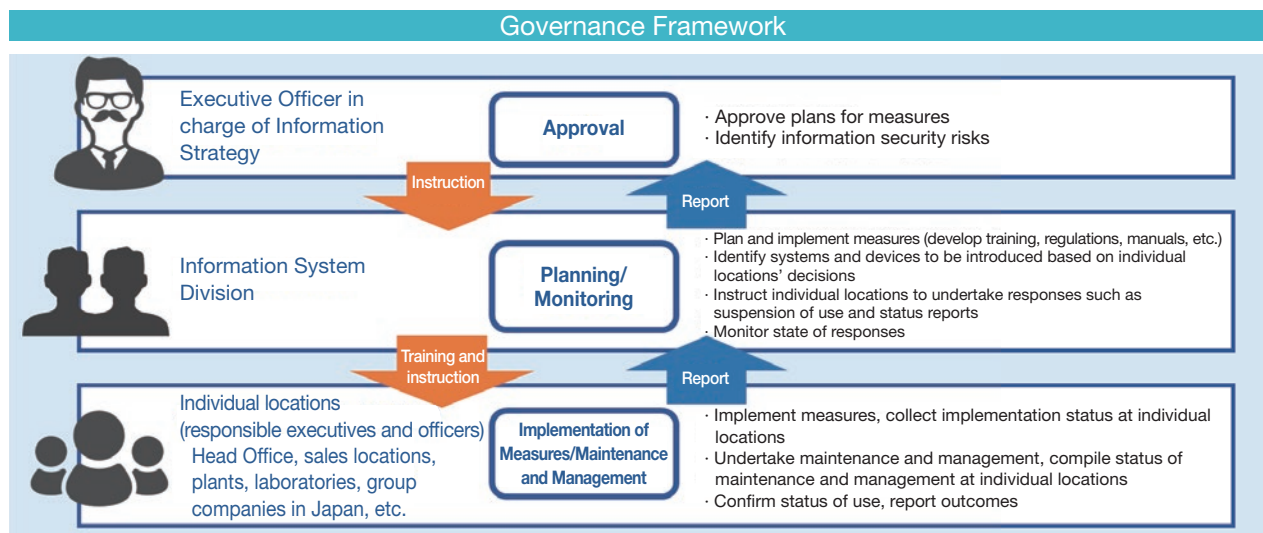 Governance Framework
Executive Officer in
charge of Information
Strategy
Approval
· Approve plans for measures
· Identify information security risks
Instruction
Report
Information System
Division
Planning/
Monitoring
· Plan and implement measures (develop training, regulations, manuals, etc.)
· Identify systems and devices to be introduced based on individual
locations' decisions
· Instruct individual locations to undertake responses such as
suspension of use and status reports
· Monitor state of responses
Training and
instruction
Report
Individual locations
(responsible executives and officers)
Head Office, sales locations,
plants, laboratories, group
companies in Japan, etc.
Implementation of
Measures/Maintenance
and Management
· Implement measures, collect implementation status at individual
locations
· Undertake maintenance and management, compile status of
maintenance and management at individual locations
· Confirm status of use, report outcomes